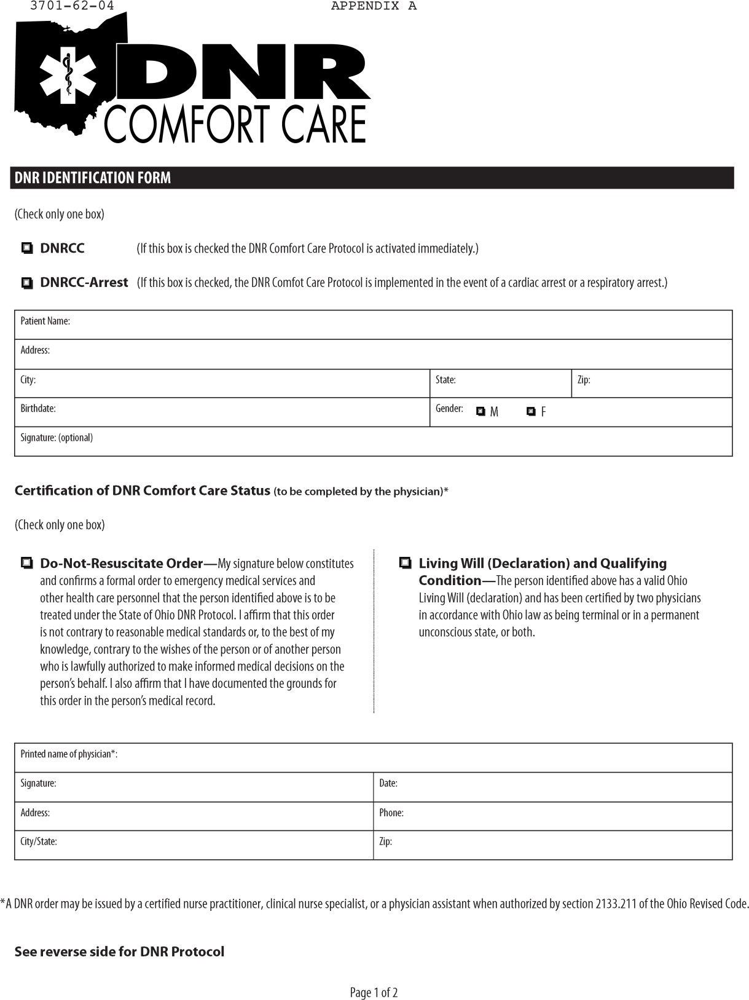 3701-62-04 APPENDIX A
DNR
COMFORT CARE
DNR IDENTIFICATION FORM
(Check only one box)
DNRCC (If this box is checked the DNR Comfort Care Protocol is activated immediately.)
DNRCC-Arrest (If this box is checked, the DNR Comfot Care Protocol is implemented in the event of a cardiac arrest or a respiratory arrest.)
Patient Name:
Address:
City: State: Zip:
Birthdate: Gender: M F
Signature: (optional)
Certification of DNR Comfort Care Status (to be completed by the physician)*
(Check only one box)
Do-Not-Resuscitate Order—My signature below constitutes
and confirms a formal order to emergency medical services and
other health care personnel that the person identified above is to be
treated under the State of Ohio DNR Protocol. I affirm that this order
is not contrary to reasonable medical standards or, to the best of my
knowledge, contrary to the wishes of the person or of another person
who is lawfully authorized to make informed medical decisions on the
person's behalf. I also affirm that I have documented the grounds for
this order in the person's medical record.
Living Will (Declaration) and Qualifying
Condition—The person identified above has a valid Ohio
Living Will (declaration) and has been certified by two physicians
in accordance with Ohio law as being terminal or in a permanent
unconscious state, or both.
Printed name of physician*:
Signature: Date:
Address: Phone:
City/State: Zip:
*A DNR order may be issued by a certified nurse practitioner, clinical nurse specialist, or a physician assistant when authorized by section 2133.211 of the Ohio Revised Code.
See reverse side for DNR Protocol
Page 1 of 2